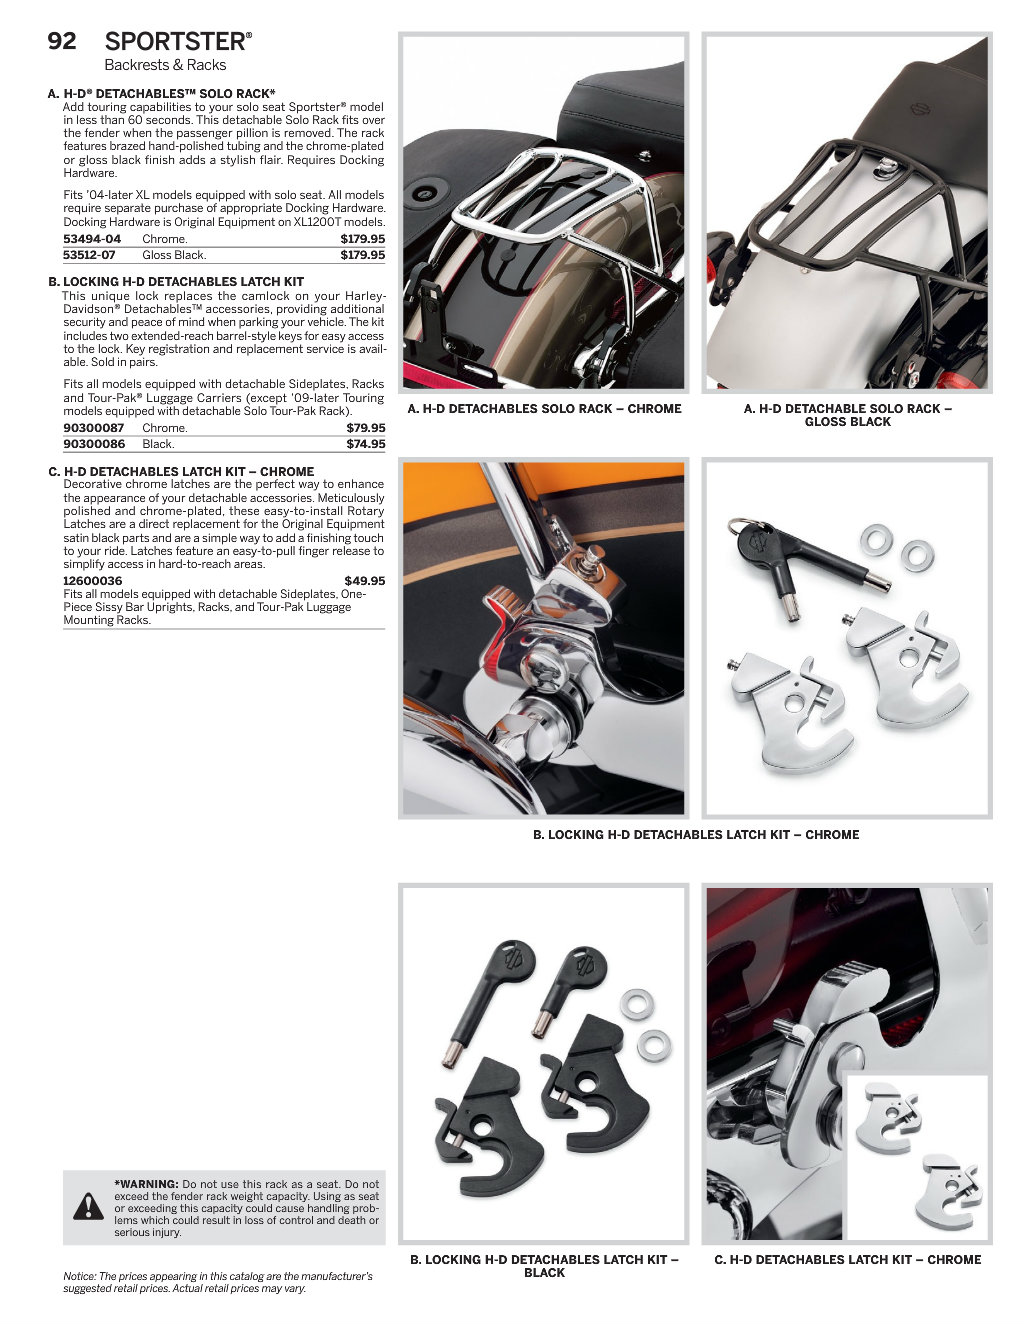 92 SPORTSTER®
Backrests & Racks
A. H-D® DETACHABLES™ SOLO RACK*
Add touring capabilities to your solo seat Sportster® model
in less than 60 seconds. This detachable Solo Rack fits over
the fender when the passenger pillion is removed. The rack
features brazed hand-polished tubing and the chrome-plated
or gloss black finish adds a stylish flair. Requires Docking
Hardware.
Fits ’04-later XL models equipped with solo seat. All models
require separate purchase of appropriate Docking Hardware.
Docking Hardware is Original Equipment on XL1200T models.
53494-04 Chrome. $179.95
53512-07 Gloss Black. $179.95
B. LOCKING H-D DETACHABLES LATCH KIT
This unique lock replaces the camlock on your Harley-
Davidson® Detachables™ accessories, providing additional
security and peace of mind when parking your vehicle. The kit
includes two extended-reach barrel-style keys for easy access
to the lock. Key registration and replacement service is avail-
able. Sold in pairs.
Fits all models equipped with detachable Sideplates, Racks
and Tour-Pak® Luggage Carriers (except ’09-later Touring
models equipped with detachable Solo Tour-Pak Rack).
90300087 Chrome. $79.95
90300086 Black. $74.95
C. H-D DETACHABLES LATCH KIT – CHROME
Decorative chrome latches are the perfect way to enhance
the appearance of your detachable accessories. Meticulously
polished and chrome-plated, these easy-to-install Rotary
Latches are a direct replacement for the Original Equipment
satin black parts and are a simple way to add a finishing touch
to your ride. Latches feature an easy-to-pull finger release to
simplify access in hard-to-reach areas.
12600036 $49.95
Fits all models equipped with detachable Sideplates, One-
Piece Sissy Bar Uprights, Racks, and Tour-Pak Luggage
Mounting Racks.
A. H-D DETACHABLES SOLO RACK – CHROME
A. H-D DETACHABLE SOLO RACK –
GLOSS BLACK
B. LOCKING H-D DETACHABLES LATCH KIT – CHROME
B. LOCKING H-D DETACHABLES LATCH KIT –
BLACK
C. H-D DETACHABLES LATCH KIT – CHROME
*WARNING: Do not use this rack as a seat. Do not
exceed the fender rack weight capacity. Using as seat
or exceeding this capacity could cause handling prob-
lems which could result in loss of control and death or
serious injury.
Notice: The prices appearing in this catalog are the manufacturer's
suggested retail prices. Actual retail prices may vary.